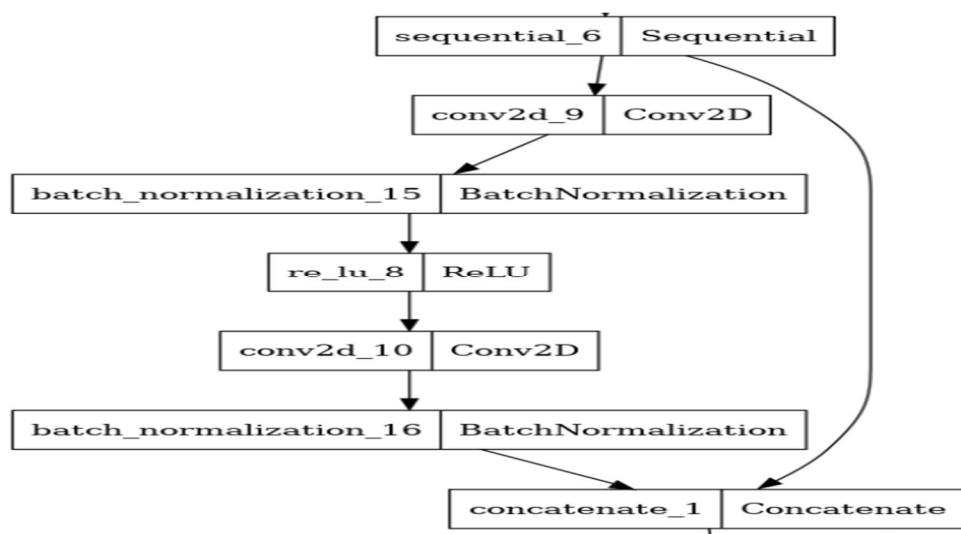 sequential_6 Sequential
conv2d_9 Conv2D
batch_normalization_15 BatchNormalization
re_lu_8 ReLU
conv2d_10 Conv2D
batch_normalization_16 BatchNormalization
concatenate_1 Concatenate